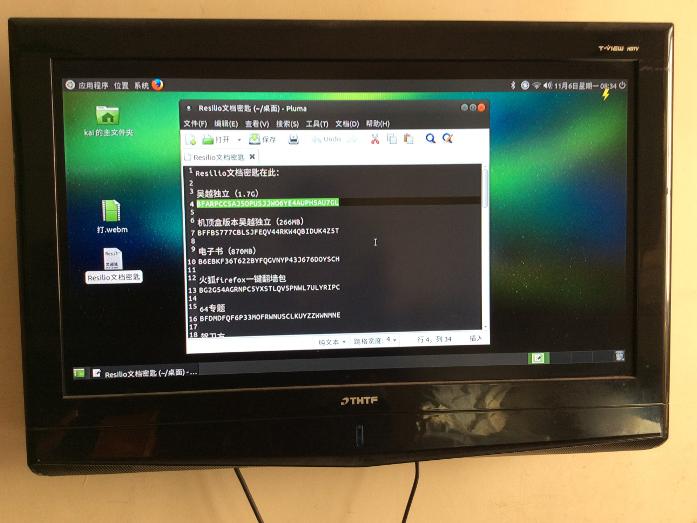 T-VIEW HDTV
应用程序 位置 系统
11月6日星期一 08:34
Resilio文档密匙 (~/桌面) - Pluma
文件(F) 编辑(E) 查看(V) 搜索(S) 工具(T) 文档(D) 帮助(H)
打开 保存 Undo
Resilio文档密匙
kai 的主文件夹
打.webm
Resilio文档密匙
1 Resilio文档密匙在此:
2
3 吴越独立 (1.7G)
4
5
6 机顶盒版本吴越独立 (266MB)
7 BFFBS777CBLSJFEQV44RKW4QBIDUK4ZST
8
9 电子书 (870MB)
10 B6EBKF36T622BYFQGVNYP43J676DOYSCH
11
12 火狐firefox一键翻墙包
13 BG2G54AGRNPCSYXSTLQVSPNWL7ULYRIPC
14
15 64专题
16 BFDMDFQF6P33MOFRWNUSCLKUYZZWWNMNE
17
18
纯文本 跳格宽度: 4 行 4, 列 34 插入
Resilio文档密匙 (~/桌面) -...
THTF